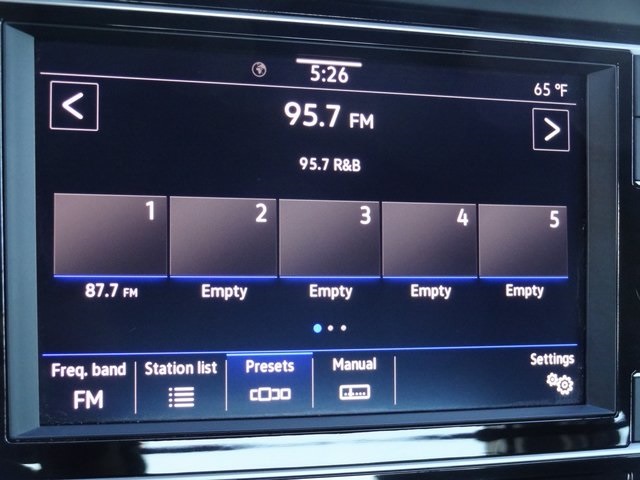 5:26
65 °F
<
95.7 FM
>
95.7 R&B
1 2 3 4 5
87.7 FM Empty Empty Empty Empty
Freq. band Station list Presets Manual Settings
FM